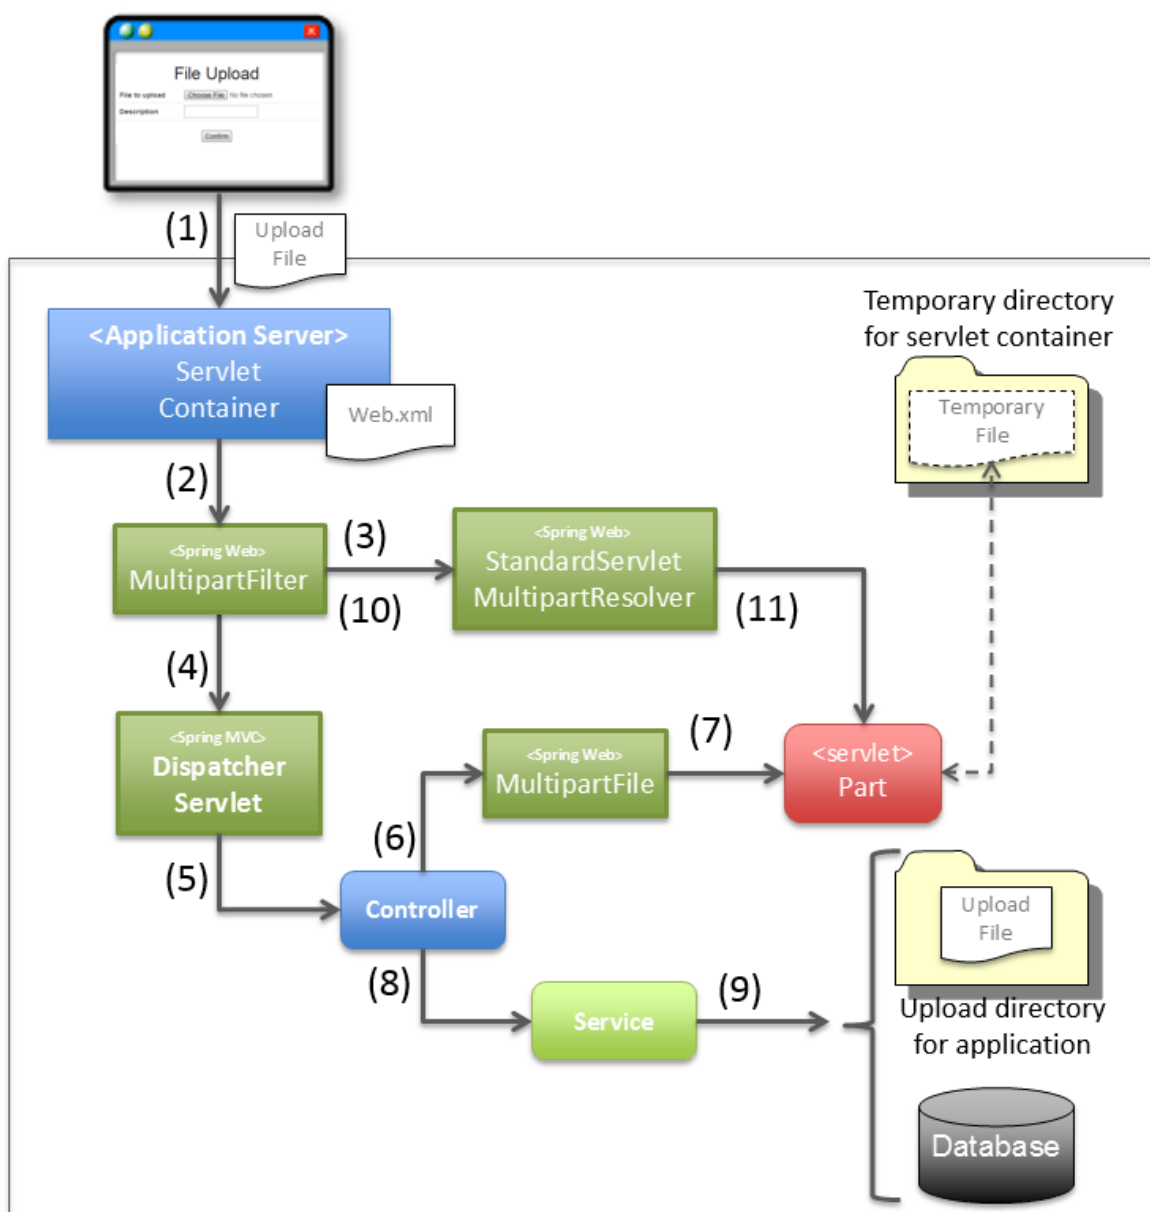 File Upload
File to upload Choose File No file chosen
Description
Confirm
(1)
Upload
File
<Application Server>
Servlet
Container
Web.xml
Temporary directory
for servlet container
Temporary
File
(2)
<Spring Web>
MultipartFilter
(3)
(10)
<Spring Web>
StandardServlet
MultipartResolver
(11)
(4)
<Spring MVC>
Dispatcher
Servlet
<Spring Web>
MultipartFile
(7)
<servlet>
Part
(6)
(5)
Controller
(8)
Service
(9)
Upload
File
Upload directory
for application
Database